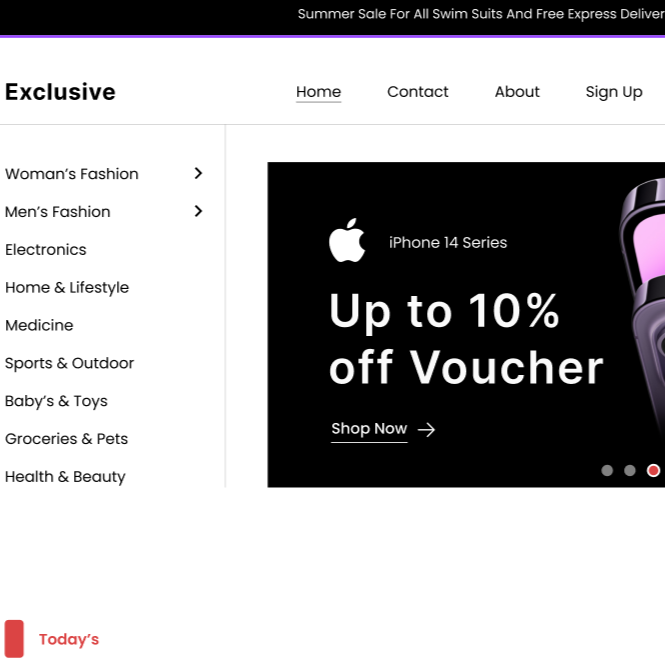 Summer Sale For All Swim Suits And Free Express Deliver
Exclusive
Home
Contact
About
Sign Up
Woman’s Fashion
Men’s Fashion
Electronics
Home & Lifestyle
Medicine
Sports & Outdoor
Baby’s & Toys
Groceries & Pets
Health & Beauty
iPhone 14 Series
Up to 10%
off Voucher
Shop Now
Today’s